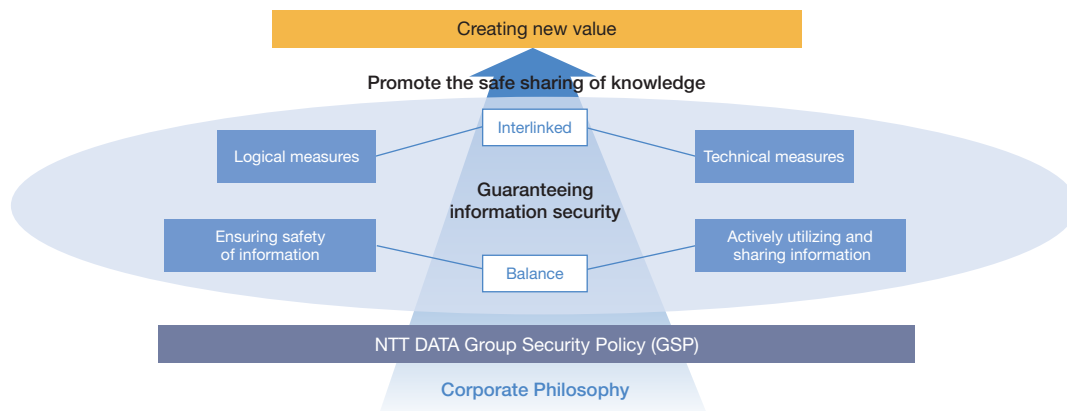 Creating new value
Promote the safe sharing of knowledge
Interlinked
Logical measures
Technical measures
Guaranteeing
information security
Ensuring safety
of information
Actively utilizing and
sharing information
Balance
NTT DATA Group Security Policy (GSP)
Corporate Philosophy